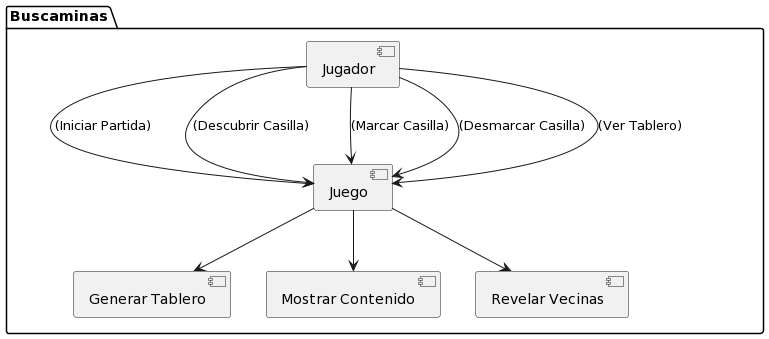 Buscaminas
Jugador
(Iniciar Partida)
(Descubrir Casilla)
(Marcar Casilla)
(Desmarcar Casilla)
(Ver Tablero)
Juego
Generar Tablero
Mostrar Contenido
Revelar Vecinas